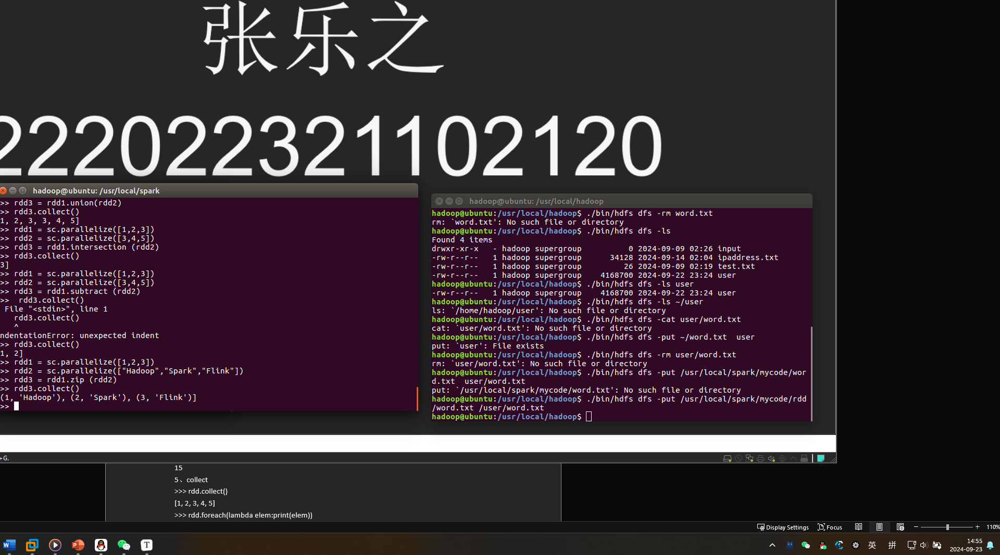 张乐之
222022321102120
hadoop@ubuntu: /usr/local/spark
>> rdd3 = rdd1.union(rdd2)
>> rdd3.collect()
1, 2, 3, 3, 4, 5]
>> rdd1 = sc.parallelize([1,2,3])
>> rdd2 = sc.parallelize([3,4,5])
>> rdd3 = rdd1.intersection (rdd2)
>> rdd3.collect()
3]
>> rdd1 = sc.parallelize([1,2,3])
>> rdd2 = sc.parallelize([3,4,5])
>> rdd3 = rdd1.subtract (rdd2)
>>  rdd3.collect()
 File "<stdin>", line 1
   rdd3.collect()
   ^
ndentationError: unexpected indent
>> rdd3.collect()
1, 2]
>> rdd1 = sc.parallelize([1,2,3])
>> rdd2 = sc.parallelize(["Hadoop","Spark","Flink"])
>> rdd3 = rdd1.zip (rdd2)
>> rdd3.collect()
(1, 'Hadoop'), (2, 'Spark'), (3, 'Flink')]
>>
hadoop@ubuntu: /usr/local/hadoop
hadoop@ubuntu:/usr/local/hadoop$ ./bin/hdfs dfs -rm word.txt
rm: `word.txt': No such file or directory
hadoop@ubuntu:/usr/local/hadoop$ ./bin/hdfs dfs -ls
Found 4 items
drwxr-xr-x   - hadoop supergroup          0 2024-09-09 02:26 input
-rw-r--r--   1 hadoop supergroup      34128 2024-09-14 02:04 ipaddress.txt
-rw-r--r--   1 hadoop supergroup         26 2024-09-09 02:19 test.txt
-rw-r--r--   1 hadoop supergroup    4168700 2024-09-22 23:24 user
hadoop@ubuntu:/usr/local/hadoop$ ./bin/hdfs dfs -ls user
-rw-r--r--   1 hadoop supergroup    4168700 2024-09-22 23:24 user
hadoop@ubuntu:/usr/local/hadoop$ ./bin/hdfs dfs -ls ~/user
ls: `/home/hadoop/user': No such file or directory
hadoop@ubuntu:/usr/local/hadoop$ ./bin/hdfs dfs -cat user/word.txt
cat: `user/word.txt': No such file or directory
hadoop@ubuntu:/usr/local/hadoop$ ./bin/hdfs dfs -put ~/word.txt  user
put: `user': File exists
hadoop@ubuntu:/usr/local/hadoop$ ./bin/hdfs dfs -rm user/word.txt
rm: `user/word.txt': No such file or directory
hadoop@ubuntu:/usr/local/hadoop$ ./bin/hdfs dfs -put /usr/local/spark/mycode/wor
d.txt  user/word.txt
put: `/usr/local/spark/mycode/word.txt': No such file or directory
hadoop@ubuntu:/usr/local/hadoop$ ./bin/hdfs dfs -put /usr/local/spark/mycode/rdd
/word.txt /user/word.txt
hadoop@ubuntu:/usr/local/hadoop$
+G.
15
5、collect
>>> rdd.collect()
[1, 2, 3, 4, 5]
>>> rdd.foreach(lambda elem:print(elem))
Display Settings Focus 110%
英 拼 14:55
2024-09-23